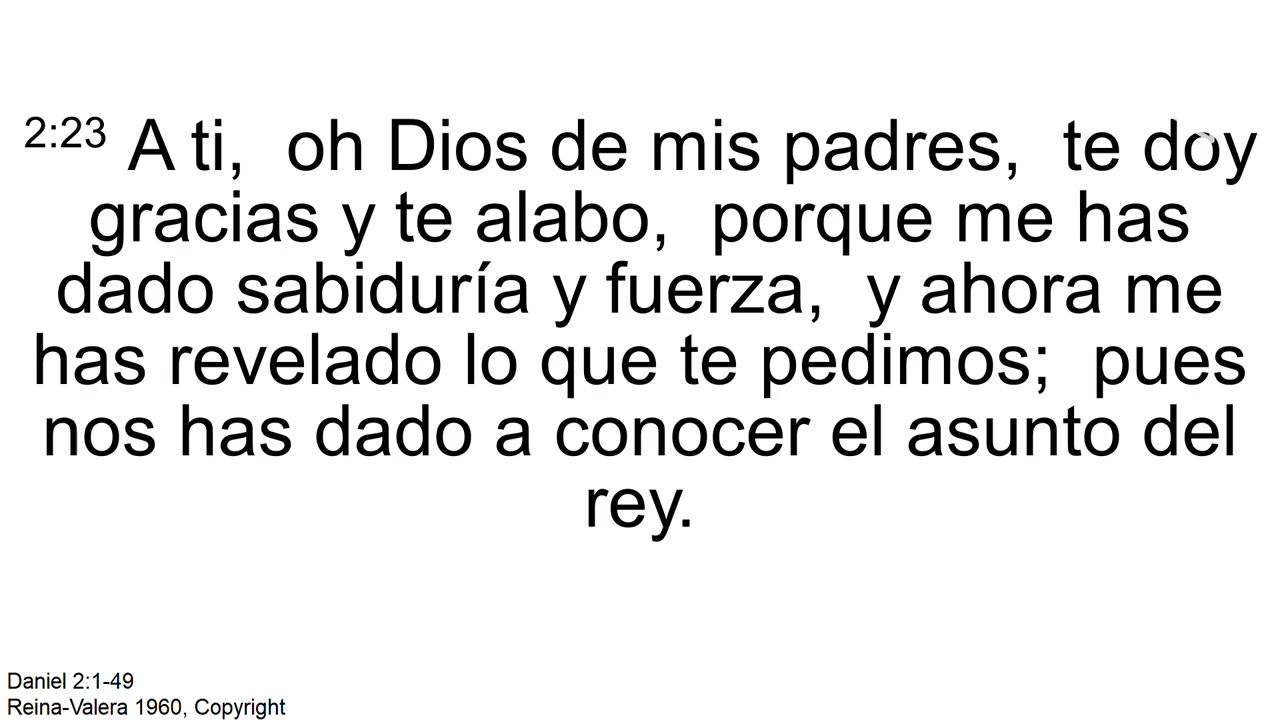 2:23 A ti, oh Dios de mis padres, te doy
gracias y te alabo, porque me has
dado sabiduría y fuerza, y ahora me
has revelado lo que te pedimos; pues
nos has dado a conocer el asunto del
rey.
Daniel 2:1-49
Reina-Valera 1960, Copyright